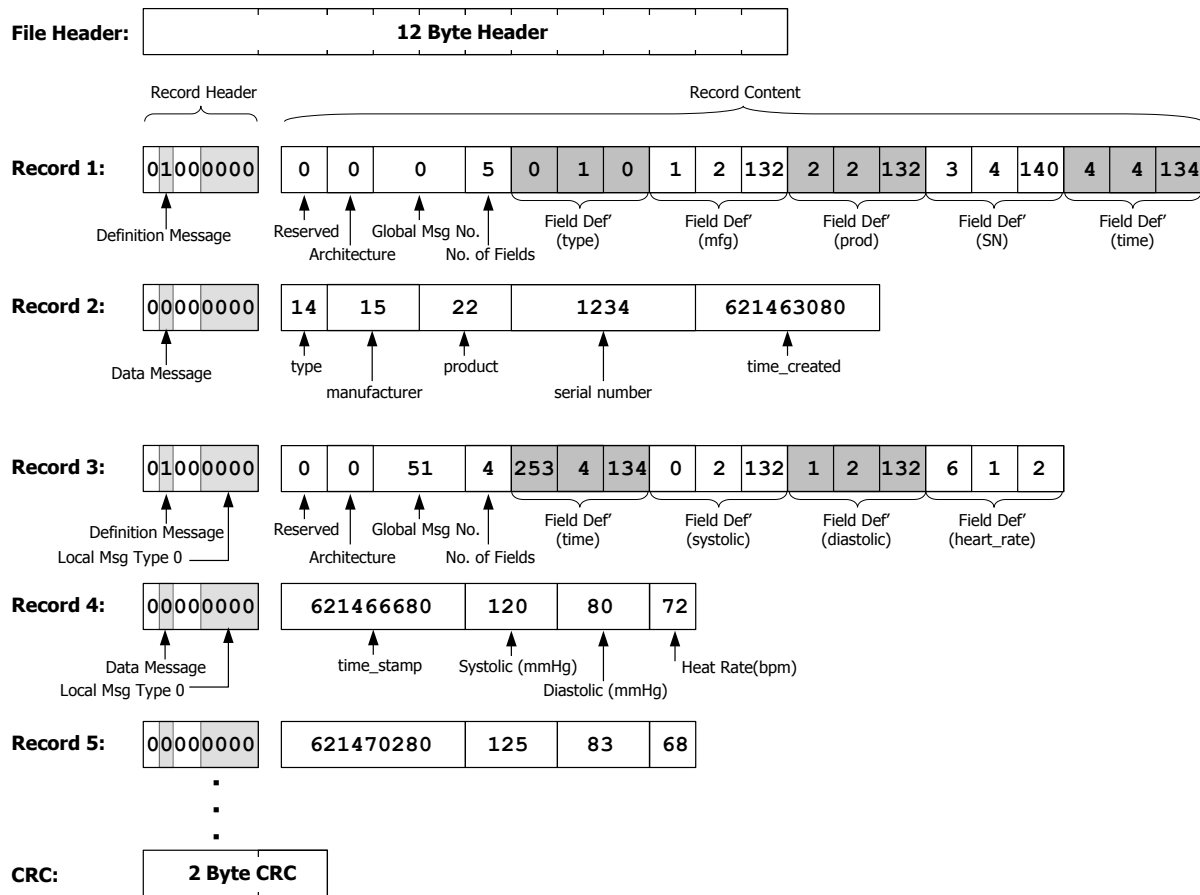 File Header: 12 Byte Header
Record Header Record Content
Record 1: 01000000 0 0 0 5 0 1 0 1 2 132 2 2 132 3 4 140 4 4 134
Definition Message Reserved Architecture Global Msg No. No. of Fields Field Def' (type) Field Def' (mfg) Field Def' (prod) Field Def' (SN) Field Def' (time)
Record 2: 00000000 14 15 22 1234 621463080
Data Message type manufacturer product serial number time_created
Record 3: 01000000 0 0 51 4 253 4 134 0 2 132 1 2 132 6 1 2
Definition Message Local Msg Type 0 Reserved Architecture Global Msg No. No. of Fields Field Def' (time) Field Def' (systolic) Field Def' (diastolic) Field Def' (heart_rate)
Record 4: 00000000 621466680 120 80 72
Data Message Local Msg Type 0 time_stamp Systolic (mmHg) Diastolic (mmHg) Heat Rate(bpm)
Record 5: 00000000 621470280 125 83 68
CRC: 2 Byte CRC